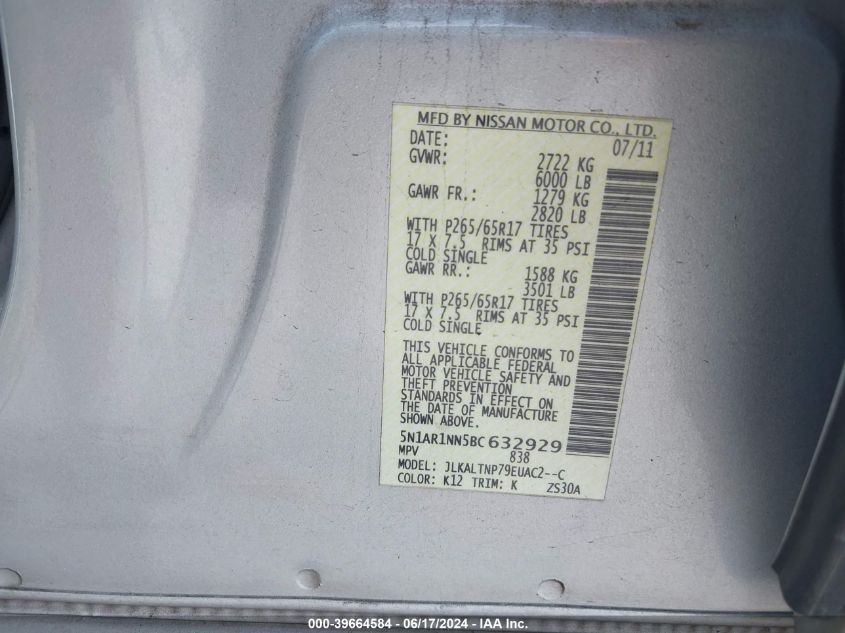 MFD BY NISSAN MOTOR CO., LTD.
DATE: 07/11
GVWR: 2722 KG
6000 LB
GAWR FR.: 1279 KG
2820 LB
WITH P265/65R17 TIRES
17 X 7.5 RIMS AT 35 PSI
COLD SINGLE
GAWR RR.: 1588 KG
3501 LB
WITH P265/65R17 TIRES
17 X 7.5 RIMS AT 35 PSI
COLD SINGLE
THIS VEHICLE CONFORMS TO
ALL APPLICABLE FEDERAL
MOTOR VEHICLE SAFETY AND
THEFT PREVENTION
STANDARDS IN EFFECT ON
THE DATE OF MANUFACTURE
SHOWN ABOVE.
5N1AR1NN5BC632929
MPV 838
MODEL: JLKALTNP79EUAC2--C
COLOR: K12 TRIM: K ZS30A
000-39664584 / 06/17/2024 - IAA Inc.